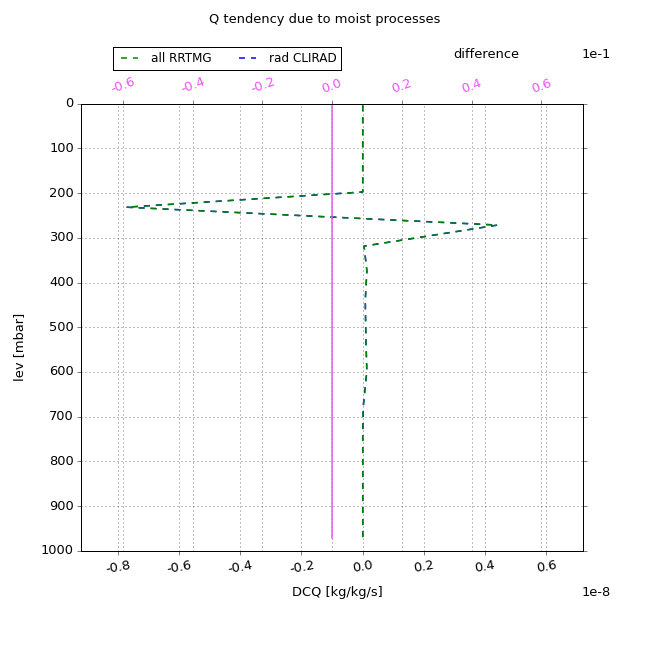 Q tendency due to moist processes
all RRTMG rad CLIRAD difference 1e-1
-0.6 -0.4 -0.2 0.0 0.2 0.4 0.6
0
100
200
300
400
500
600
700
800
900
1000
lev [mbar]
-0.8 -0.6 -0.4 -0.2 0.0 0.2 0.4 0.6
DCQ [kg/kg/s] 1e-8